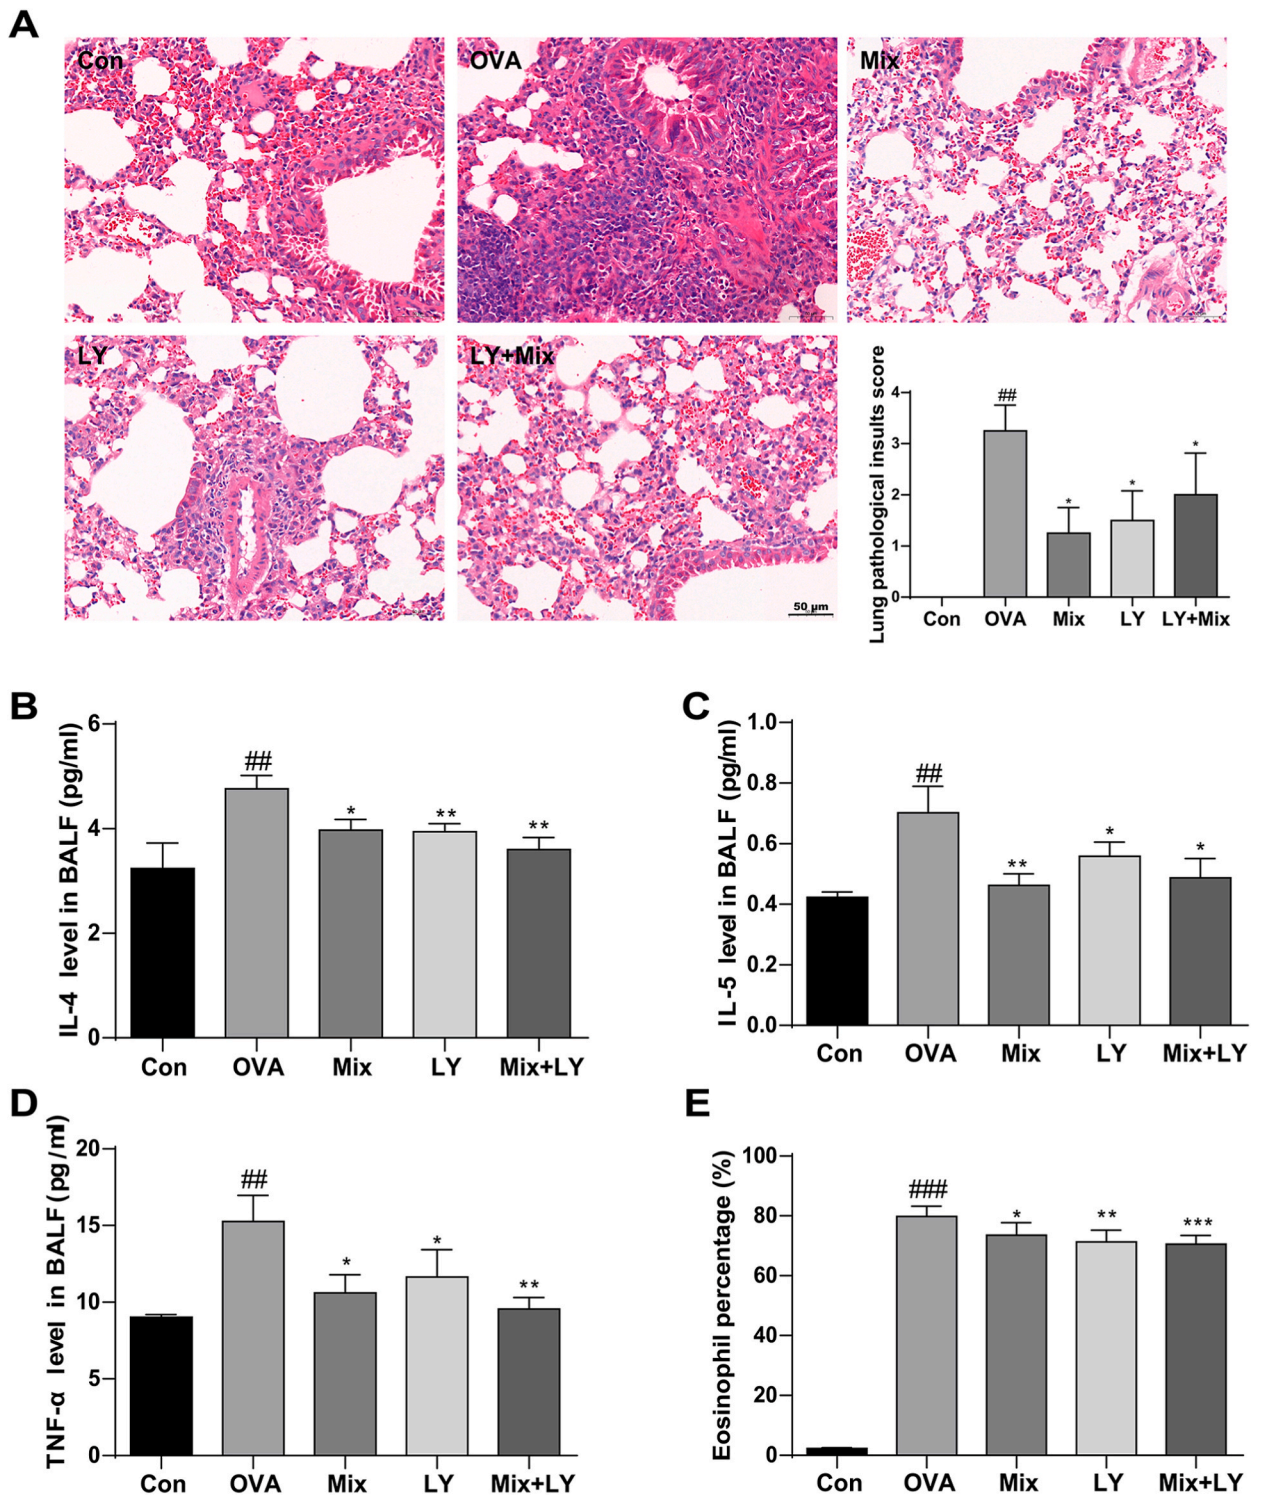 A
Con
OVA
Mix
LY
LY+Mix
50 μm
Lung pathological insults score
4
3
2
1
0
##
*
*
*
Con OVA Mix LY LY+Mix
B
IL-4 level in BALF (pg/ml)
6
4
2
0
##
*
**
**
Con OVA Mix LY Mix+LY
C
IL-5 level in BALF (pg/ml)
1.0
0.8
0.6
0.4
0.2
0.0
##
**
*
*
Con OVA Mix LY Mix+LY
D
TNF-α level in BALF (pg/ml)
20
15
10
5
0
##
*
*
**
Con OVA Mix LY Mix+LY
E
Eosinophil percentage (%)
100
80
60
40
20
0
###
*
**
***
Con OVA Mix LY Mix+LY